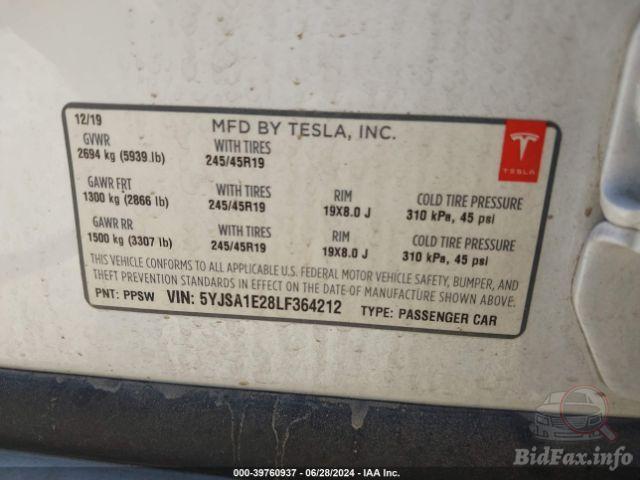 12/19 MFD BY TESLA, INC.
GVWR WITH TIRES
2694 kg (5939 lb) 245/45R19
TESLA
GAWR FRT WITH TIRES RIM COLD TIRE PRESSURE
1300 kg (2866 lb) 245/45R19 19X8.0 J 310 kPa, 45 psi
GAWR RR WITH TIRES RIM COLD TIRE PRESSURE
1500 kg (3307 lb) 245/45R19 19X8.0 J 310 kPa, 45 psi
THIS VEHICLE CONFORMS TO ALL APPLICABLE U.S. FEDERAL MOTOR VEHICLE SAFETY, BUMPER, AND
THEFT PREVENTION STANDARDS IN EFFECT ON THE DATE OF MANUFACTURE SHOWN ABOVE.
PNT: PPSW VIN: 5YJSA1E28LF364212 TYPE: PASSENGER CAR
BidFax.info
000-39760937 - 06/28/2024 - IAA Inc.